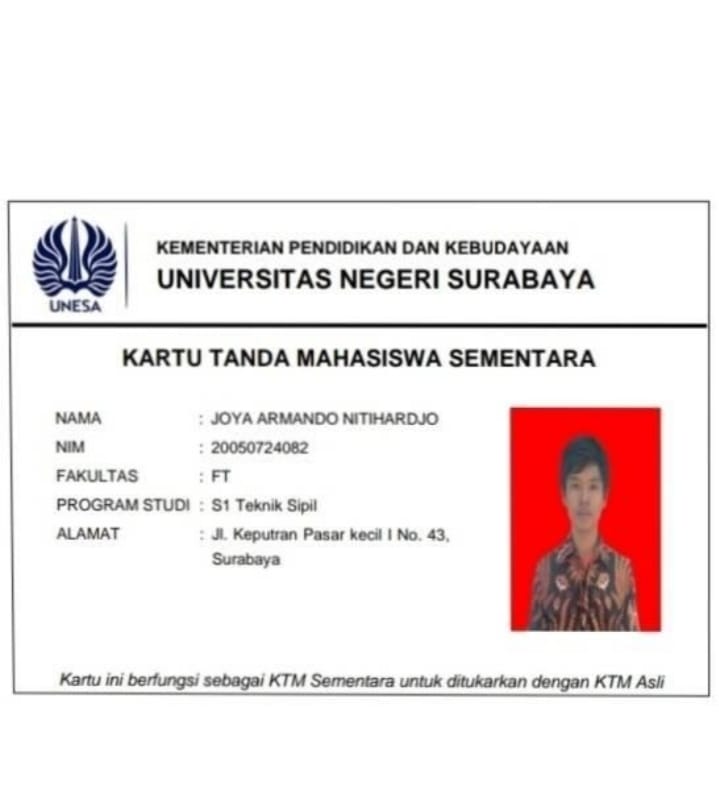 UNESA
KEMENTERIAN PENDIDIKAN DAN KEBUDAYAAN
UNIVERSITAS NEGERI SURABAYA
KARTU TANDA MAHASISWA SEMENTARA
NAMA : JOYA ARMANDO NITIHARDJO
NIM : 20050724082
FAKULTAS : FT
PROGRAM STUDI : S1 Teknik Sipil
ALAMAT : Jl. Keputran Pasar kecil I No. 43,
Surabaya
Kartu ini berfungsi sebagai KTM Sementara untuk ditukarkan dengan KTM Asli